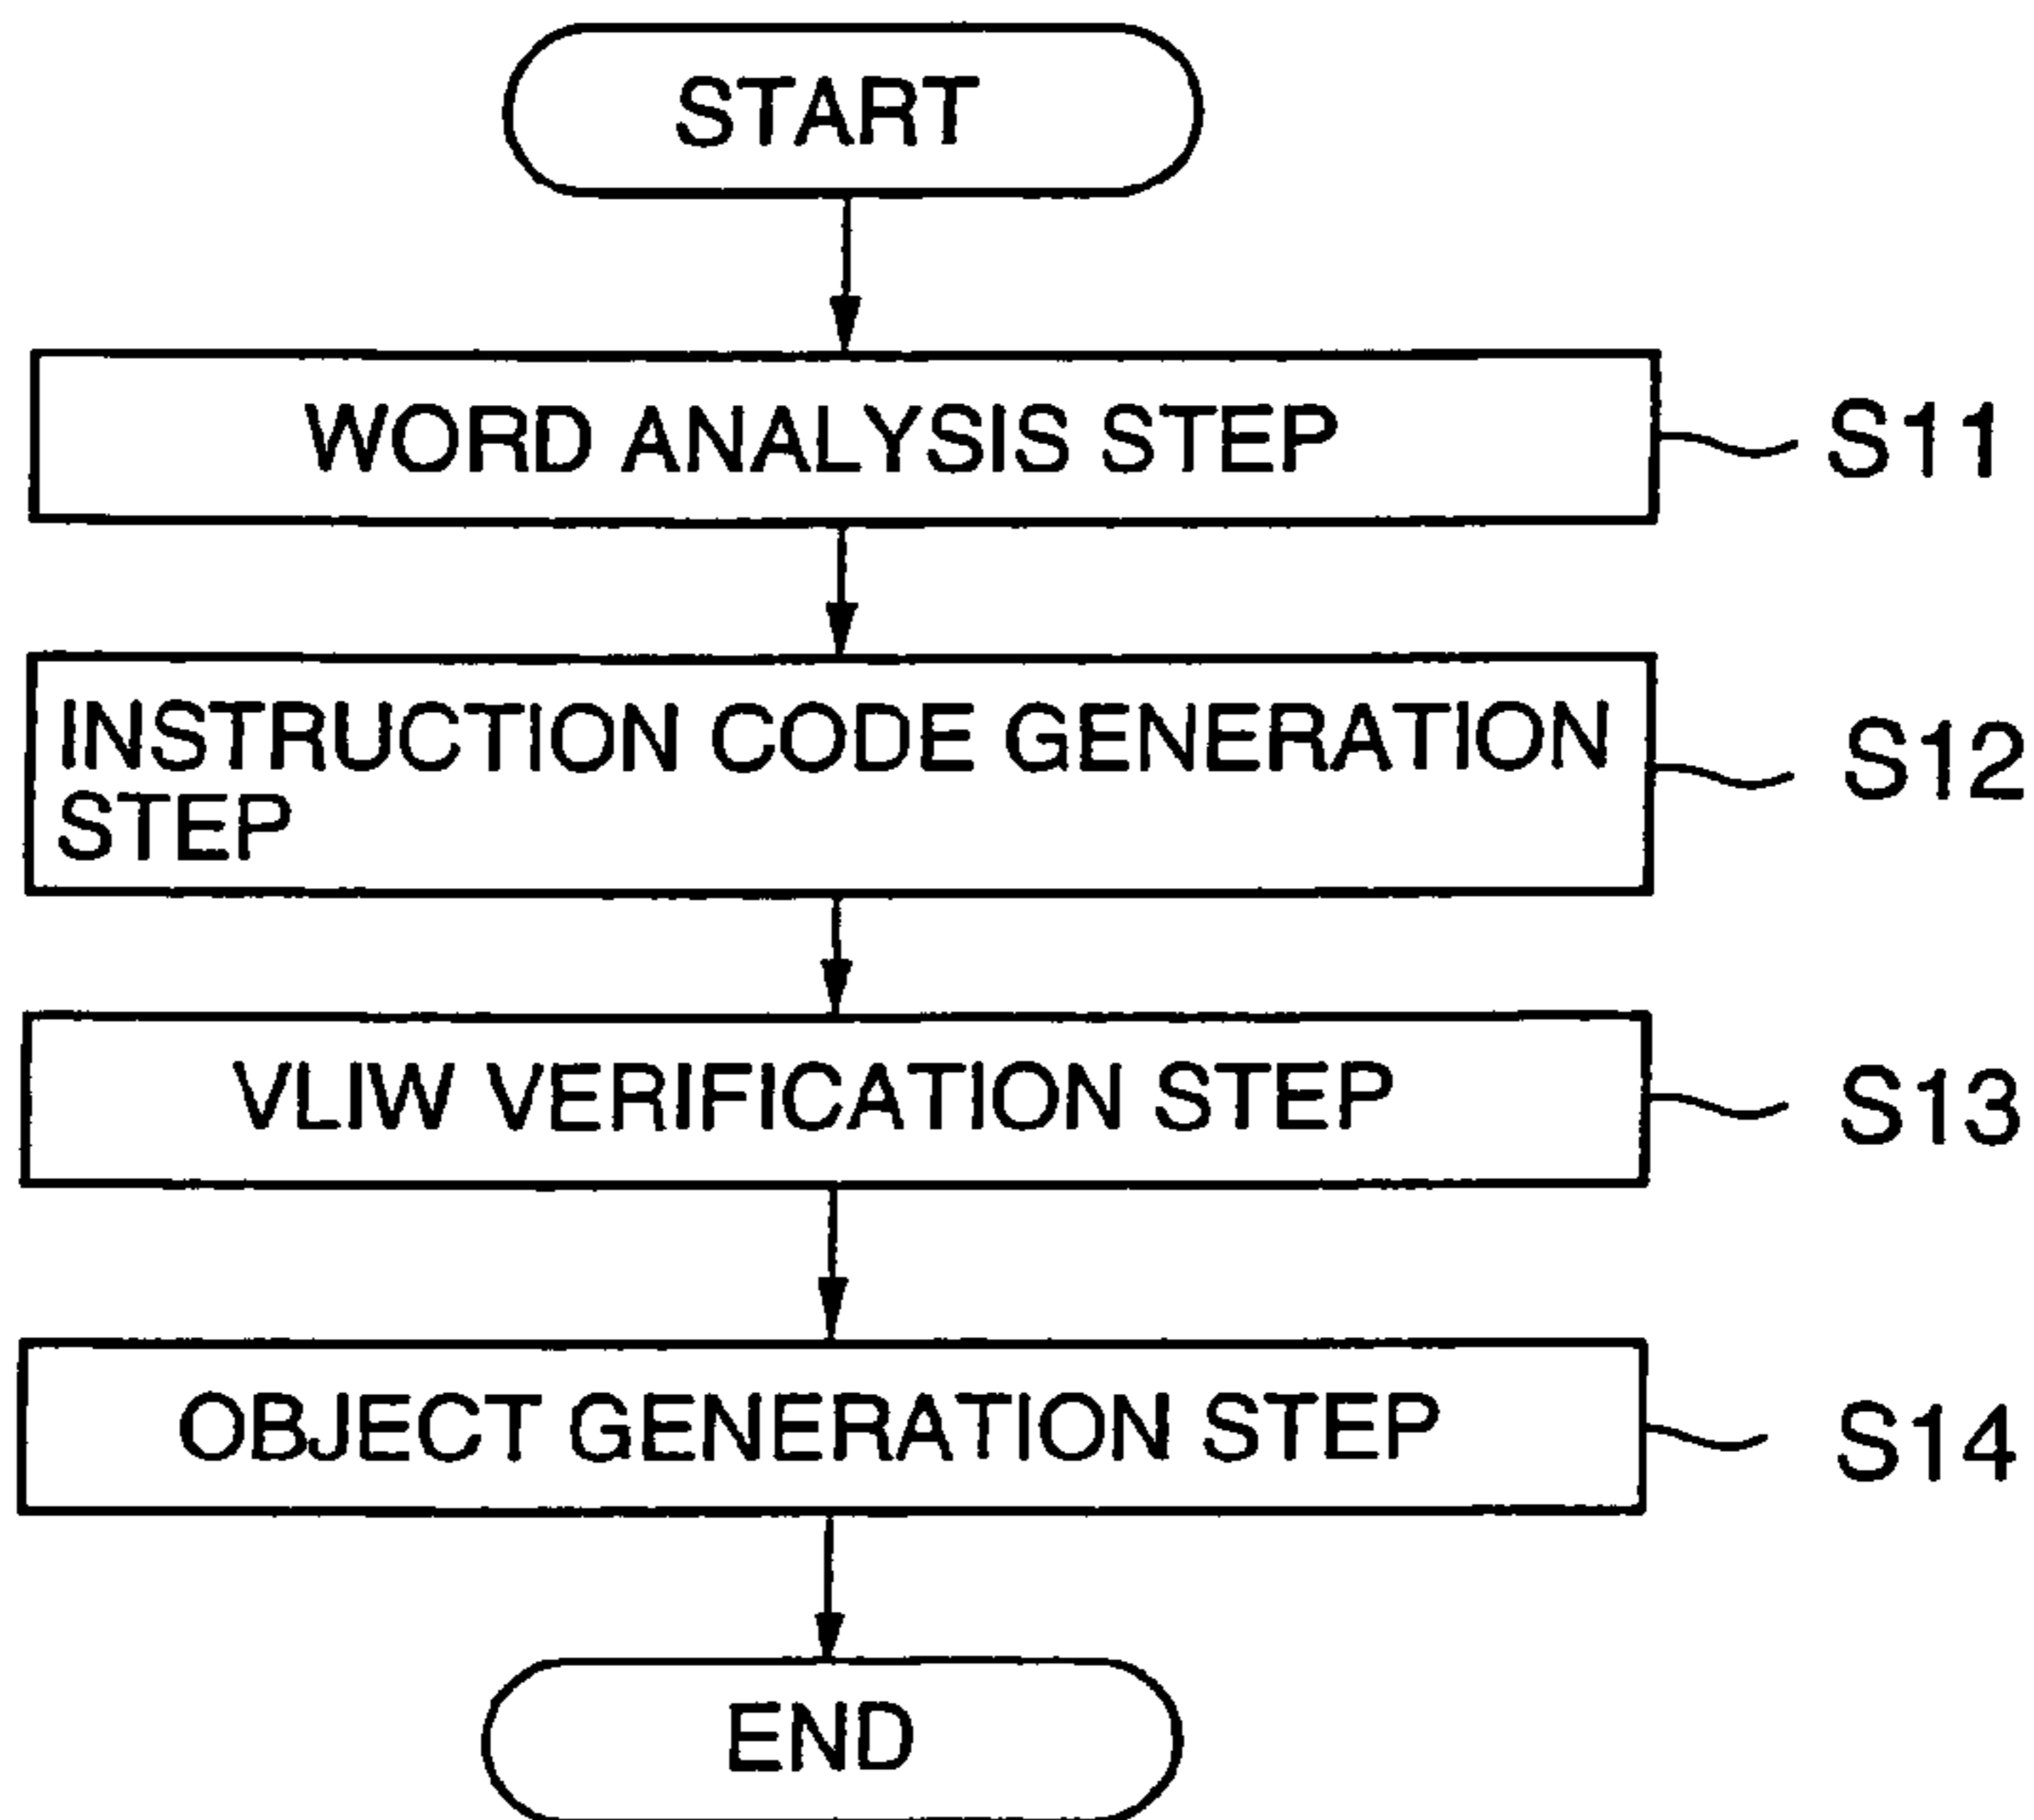 START
WORD ANALYSIS STEP
S11
INSTRUCTION CODE GENERATION
STEP
S12
VLIW VERIFICATION STEP
S13
OBJECT GENERATION STEP
S14
END